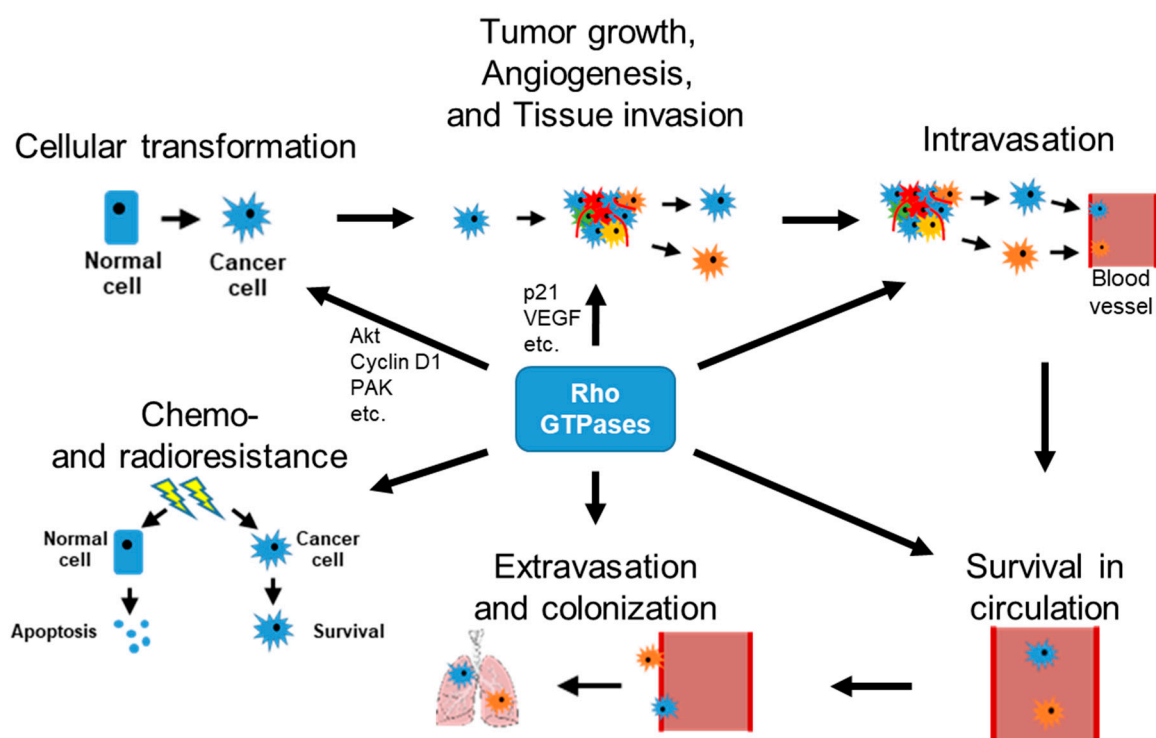 Tumor growth,
Angiogenesis,
and Tissue invasion
Cellular transformation
Intravasation
Normal
cell
Cancer
cell
Blood
vessel
p21
VEGF
etc.
Akt
Cyclin D1
PAK
etc.
Rho
GTPases
Chemo-
and radioresistance
Normal
cell
Cancer
cell
Apoptosis
Survival
Extravasation
and colonization
Survival in
circulation